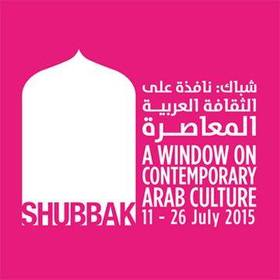 شباك: نافذة على
الثقافة العربية
المعاصرة
A WINDOW ON
CONTEMPORARY
ARAB CULTURE
SHUBBAK 11 - 26 July 2015